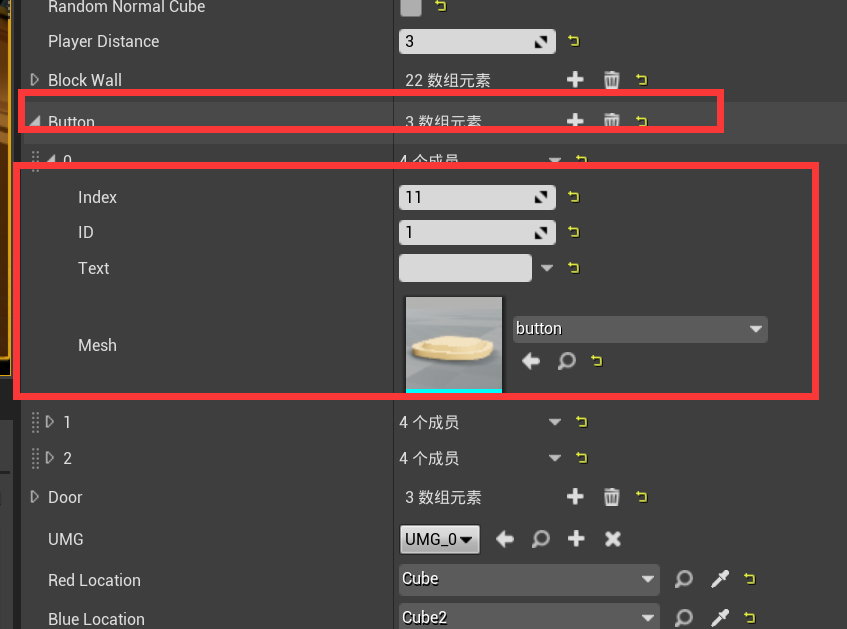 Random Normal Cube
Player Distance 3
Block Wall 22 数组元素
Button 3 数组元素
0 4 个成员
Index 11
ID 1
Text
Mesh button
1 4 个成员
2 4 个成员
Door 3 数组元素
UMG UMG_0
Red Location Cube
Blue Location Cube2